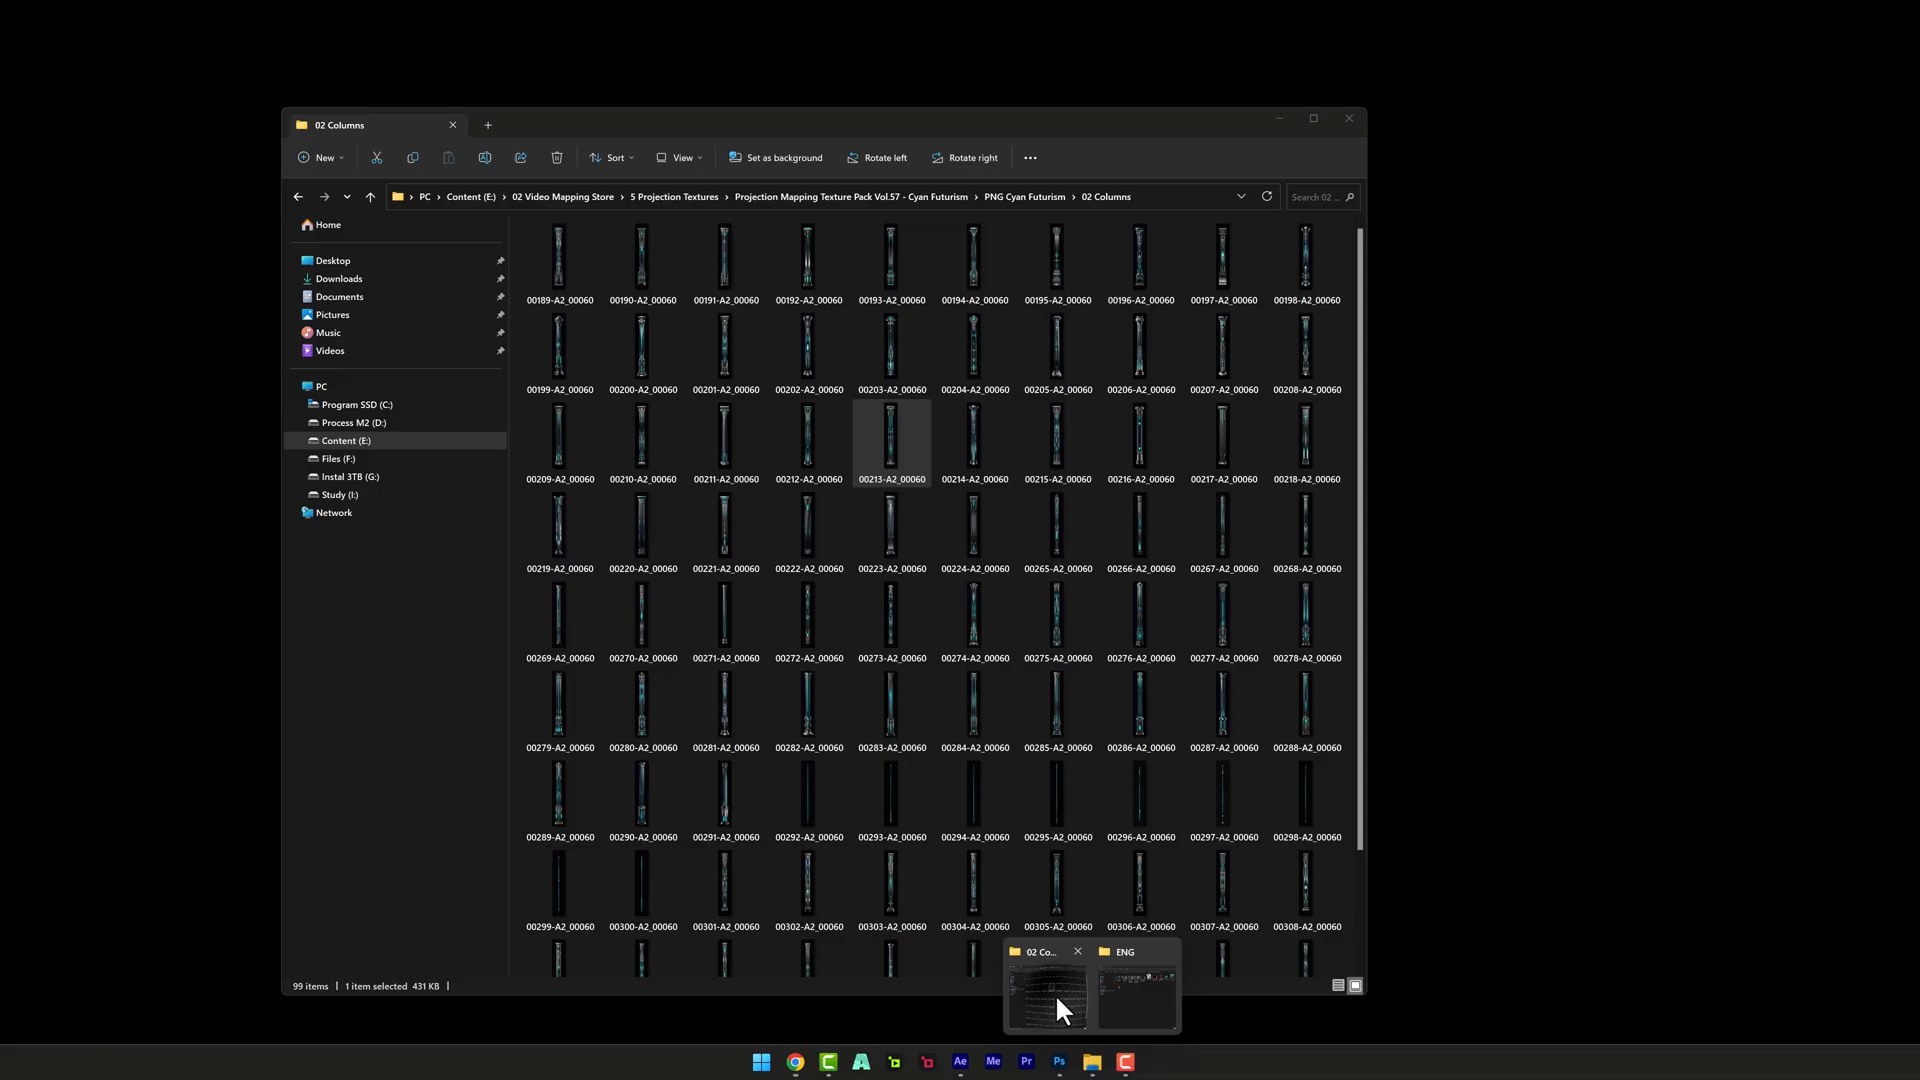 02 Columns
New
Sort
View
Set as background
Rotate left
Rotate right
PC
Content (E:)
02 Video Mapping Store
5 Projection Textures
Projection Mapping Texture Pack Vol.57 - Cyan Futurism
PNG Cyan Futurism
02 Columns
Search 02 ...
Home
Desktop
Downloads
Documents
Pictures
Music
Videos
PC
Program SSD (C:)
Process M2 (D:)
Content (E:)
Files (F:)
Instal 3TB (G:)
Study (I:)
Network
00189-A2_00060 00190-A2_00060 00191-A2_00060 00192-A2_00060 00193-A2_00060 00194-A2_00060 00195-A2_00060 00196-A2_00060 00197-A2_00060 00198-A2_00060
00199-A2_00060 00200-A2_00060 00201-A2_00060 00202-A2_00060 00203-A2_00060 00204-A2_00060 00205-A2_00060 00206-A2_00060 00207-A2_00060 00208-A2_00060
00209-A2_00060 00210-A2_00060 00211-A2_00060 00212-A2_00060 00213-A2_00060 00214-A2_00060 00215-A2_00060 00216-A2_00060 00217-A2_00060 00218-A2_00060
00219-A2_00060 00220-A2_00060 00221-A2_00060 00222-A2_00060 00223-A2_00060 00224-A2_00060 00265-A2_00060 00266-A2_00060 00267-A2_00060 00268-A2_00060
00269-A2_00060 00270-A2_00060 00271-A2_00060 00272-A2_00060 00273-A2_00060 00274-A2_00060 00275-A2_00060 00276-A2_00060 00277-A2_00060 00278-A2_00060
00279-A2_00060 00280-A2_00060 00281-A2_00060 00282-A2_00060 00283-A2_00060 00284-A2_00060 00285-A2_00060 00286-A2_00060 00287-A2_00060 00288-A2_00060
00289-A2_00060 00290-A2_00060 00291-A2_00060 00292-A2_00060 00293-A2_00060 00294-A2_00060 00295-A2_00060 00296-A2_00060 00297-A2_00060 00298-A2_00060
00299-A2_00060 00300-A2_00060 00301-A2_00060 00302-A2_00060 00303-A2_00060 00304-A2_00060 00305-A2_00060 00306-A2_00060 00307-A2_00060 00308-A2_00060
02 Co...
ENG
99 items
1 item selected 431 KB
Ae
Me
Pr
Ps